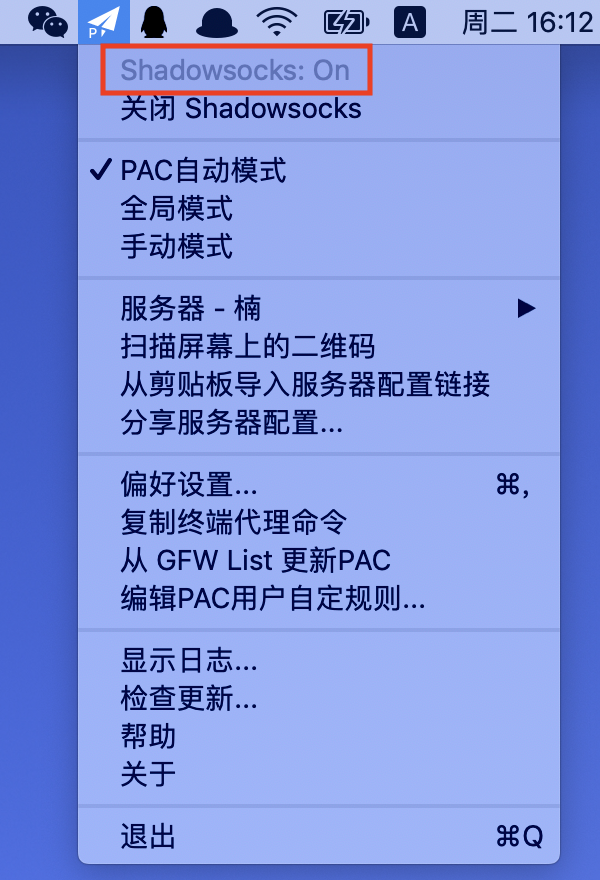 P
A
周二 16:12
Shadowsocks: On
关闭 Shadowsocks
✓ PAC自动模式
全局模式
手动模式
服务器 - 楠 ▶
扫描屏幕上的二维码
从剪贴板导入服务器配置链接
分享服务器配置...
偏好设置... ⌘,
复制终端代理命令
从 GFW List 更新PAC
编辑PAC用户自定规则...
显示日志...
检查更新...
帮助
关于
退出 ⌘Q